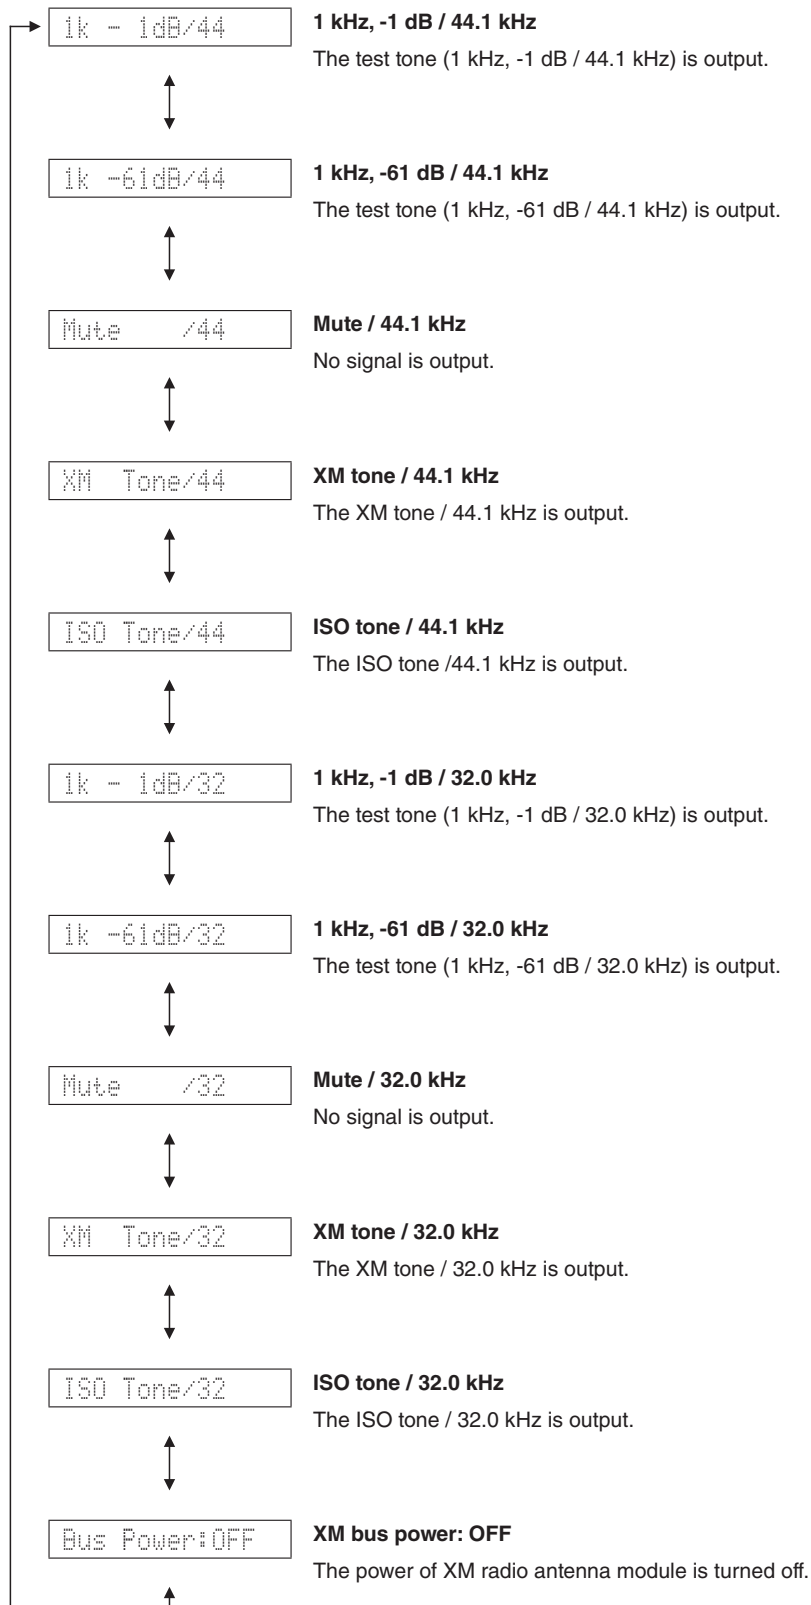 1k - 1dB/44
1 kHz, -1 dB / 44.1 kHz
The test tone (1 kHz, -1 dB / 44.1 kHz) is output.
1k -61dB/44
1 kHz, -61 dB / 44.1 kHz
The test tone (1 kHz, -61 dB / 44.1 kHz) is output.
Mute /44
Mute / 44.1 kHz
No signal is output.
XM Tone/44
XM tone / 44.1 kHz
The XM tone / 44.1 kHz is output.
ISO Tone/44
ISO tone / 44.1 kHz
The ISO tone /44.1 kHz is output.
1k - 1dB/32
1 kHz, -1 dB / 32.0 kHz
The test tone (1 kHz, -1 dB / 32.0 kHz) is output.
1k -61dB/32
1 kHz, -61 dB / 32.0 kHz
The test tone (1 kHz, -61 dB / 32.0 kHz) is output.
Mute /32
Mute / 32.0 kHz
No signal is output.
XM Tone/32
XM tone / 32.0 kHz
The XM tone / 32.0 kHz is output.
ISO Tone/32
ISO tone / 32.0 kHz
The ISO tone / 32.0 kHz is output.
Bus Power:OFF
XM bus power: OFF
The power of XM radio antenna module is turned off.